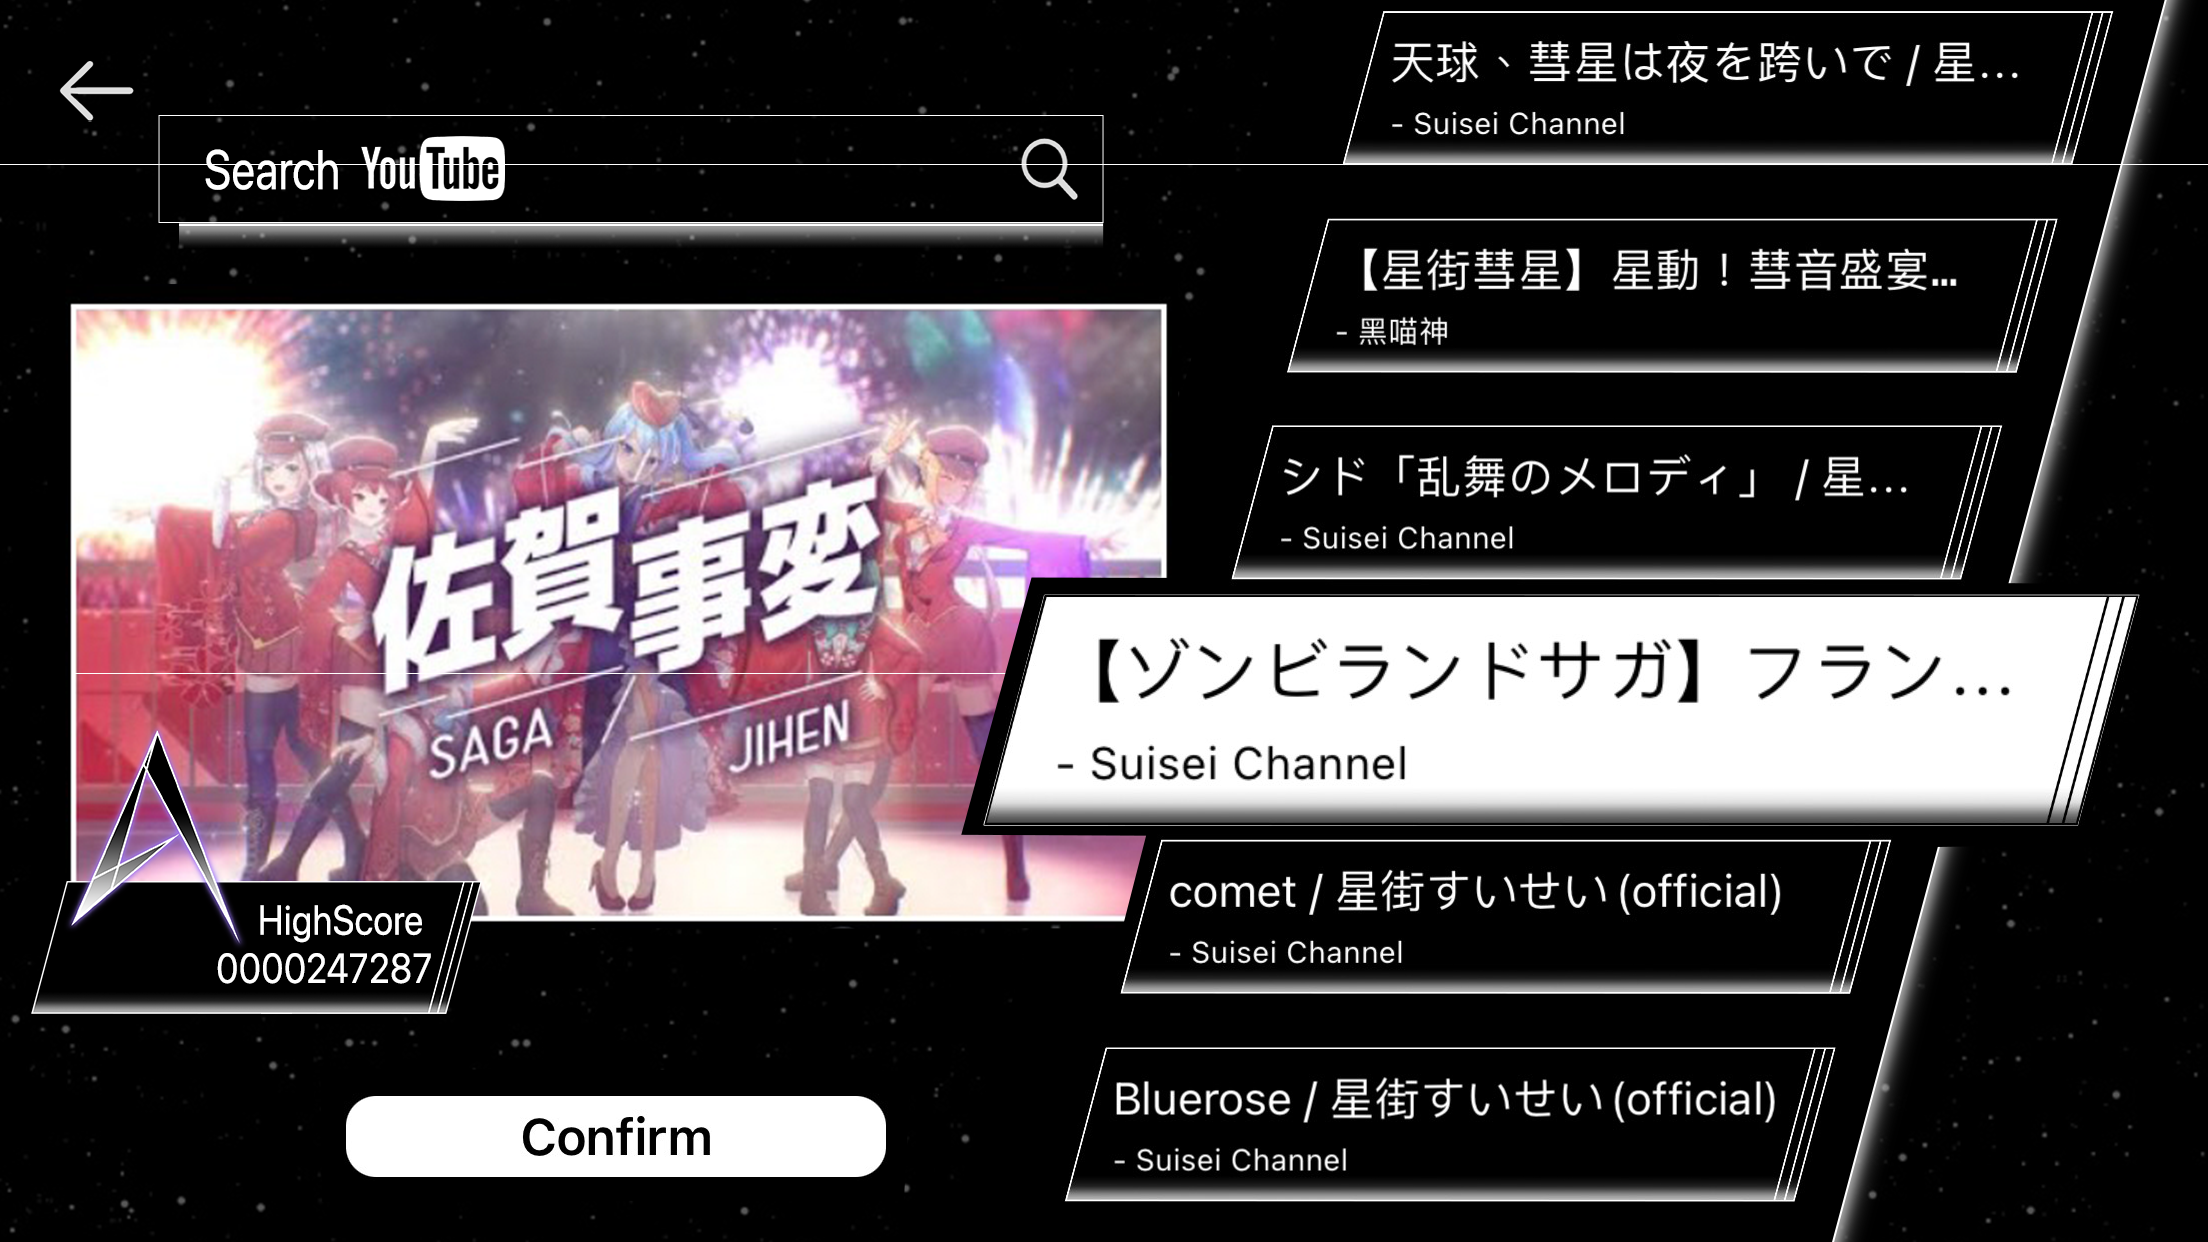 Search YouTube
佐賀事変
SAGA / JIHEN
HighScore
0000247287
Confirm
天球、彗星は夜を跨いで / 星...
- Suisei Channel
【星街彗星】星動！彗音盛宴...
- 黑喵神
シド「乱舞のメロディ」 / 星...
- Suisei Channel
【ゾンビランドサガ】フラン...
- Suisei Channel
comet / 星街すいせい(official)
- Suisei Channel
Bluerose / 星街すいせい(official)
- Suisei Channel